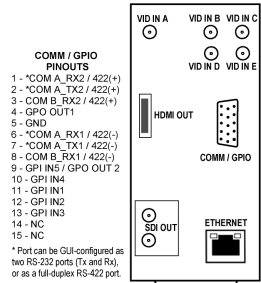 VID IN A
VID IN B
VID IN C
VID IN D
VID IN E
COMM / GPIO
PINOUTS
1 - *COM A_RX2 / 422(+)
2 - *COM A_TX2 / 422(+)
3 - COM B_RX2 / 422(+)
4 - GPO OUT1
5 - GND
6 - *COM A_RX1 / 422(-)
7 - *COM A_TX1 / 422(-)
8 - COM B_RX1 / 422(-)
9 - GPI IN5 / GPO OUT 2
10 - GPI IN4
11 - GPI IN1
12 - GPI IN2
13 - GPI IN3
14 - NC
15 - NC
* Port can be GUI-configured as
two RS-232 ports (Tx and Rx),
or as a full-duplex RS-422 port.
HDMI OUT
COMM / GPIO
SDI OUT
ETHERNET